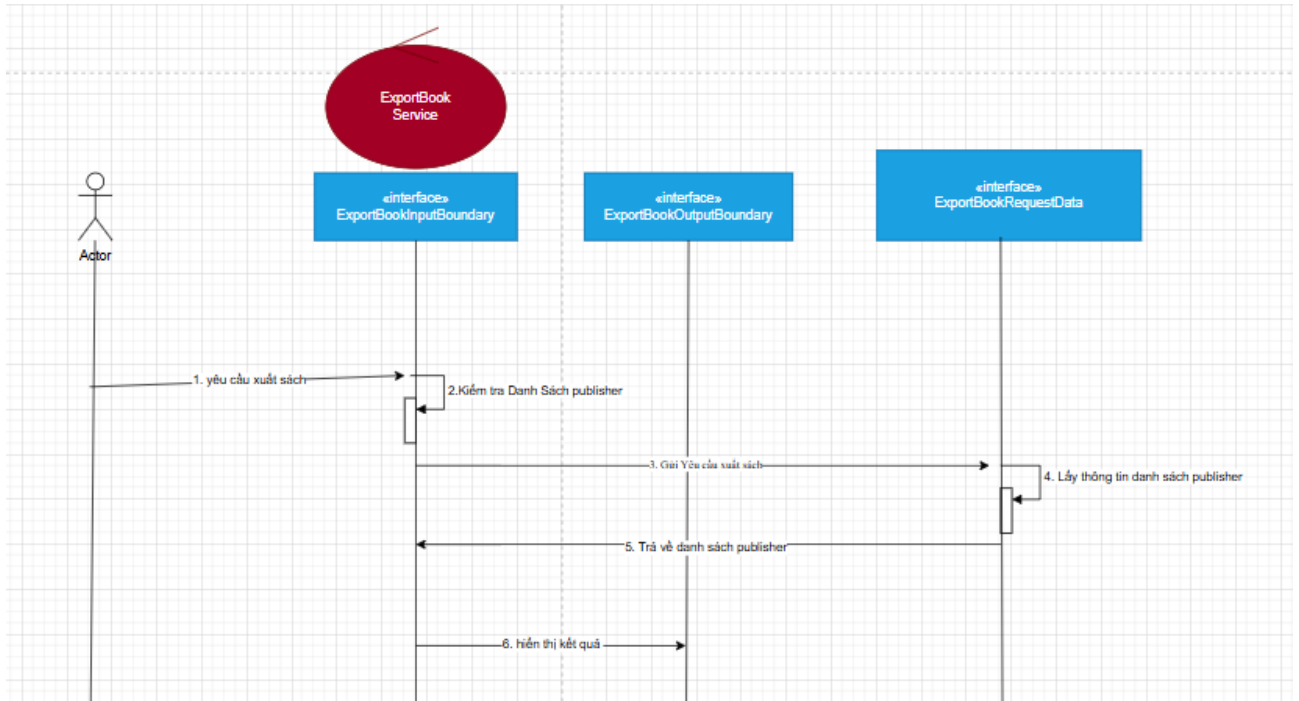 ExportBook
Service
«interface»
ExportBookInputBoundary
«interface»
ExportBookOutputBoundary
«interface»
ExportBookRequestData
Actor
1. yêu cầu xuất sách
2.Kiểm tra Danh Sách publisher
3. Gửi Yêu cầu xuất sách
4. Lấy thông tin danh sách publisher
5. Trả về danh sách publisher
6. hiển thị kết quả